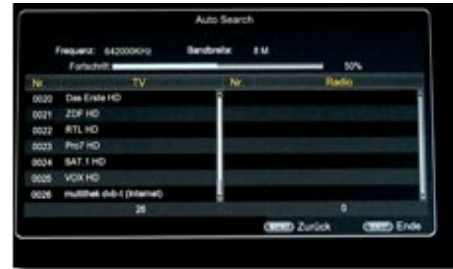 Auto Search
Frequenz: 642000KHz Bandbreite: 8 M
Fortschritt: 50%
Nr. TV Nr. Radio
0020 Das Erste HD
0021 ZDF HD
0022 RTL HD
0023 Pro7 HD
0024 SAT.1 HD
0025 VOX HD
0026 multithek dvb-t (Internet)
26 0
Zurück Ende